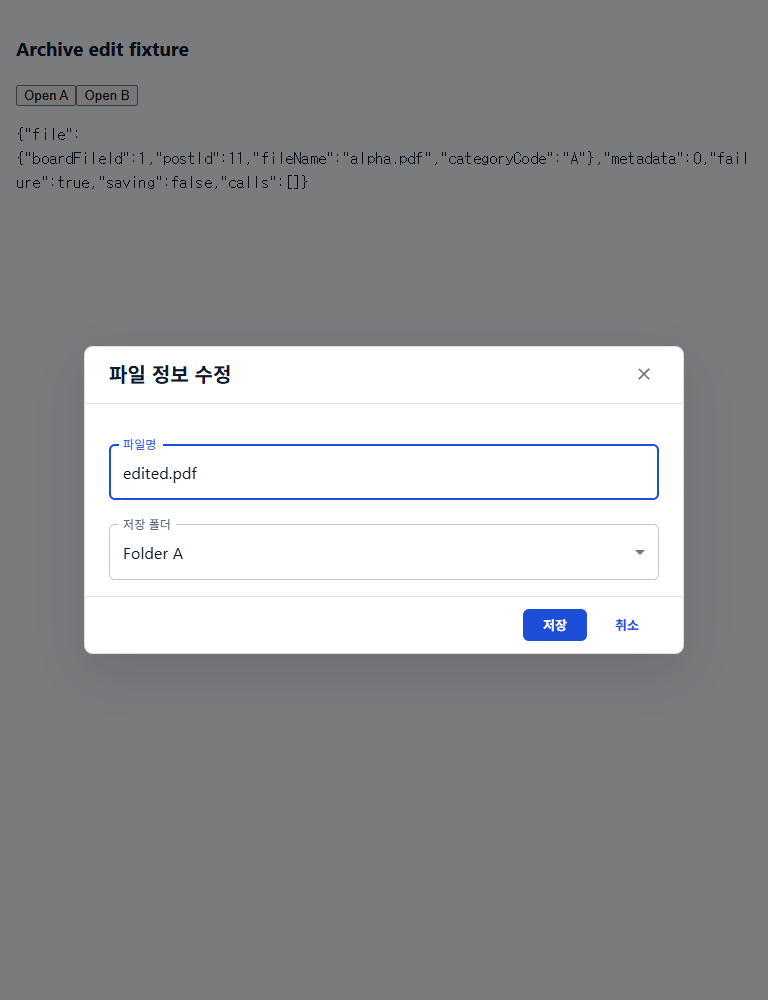 Archive edit fixture
Open A Open B
{"file":
{"boardFileId":1,"postId":11,"fileName":"alpha.pdf","categoryCode":"A"},"metadata":0,"fail
ure":true,"saving":false,"calls":[]}
파일 정보 수정
파일명
edited.pdf
저장 폴더
Folder A
저장 취소